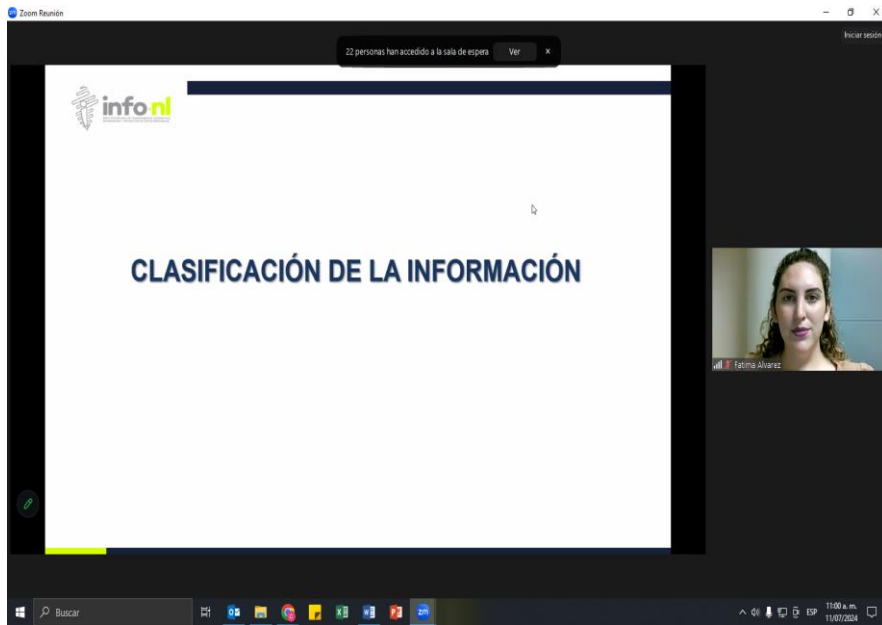 Zoom Reunión
Iniciar sesión
22 personas han accedido a la sala de espera Ver
info nl
CLASIFICACIÓN DE LA INFORMACIÓN
Fatima Alvarez
Buscar
ESP
11:00 a. m.
11/07/2024